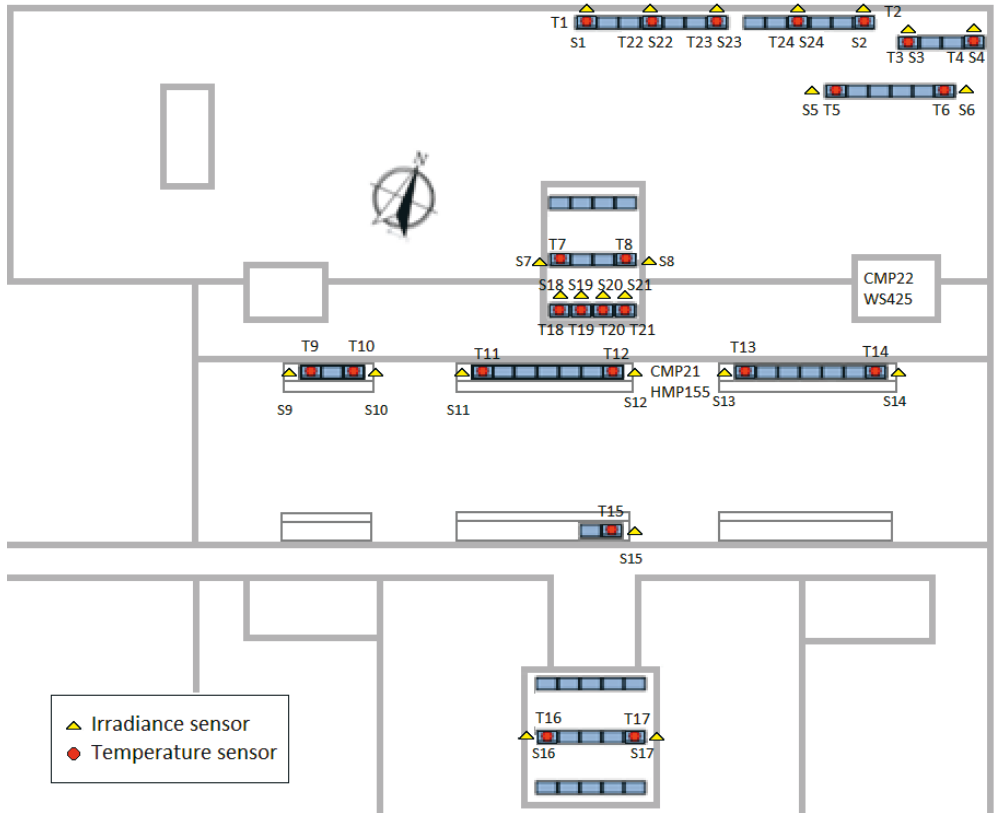 T1 T2
S1 T22 S22 T23 S23 T24 S24 S2
T3 S3 T4 S4
S5 T5 T6 S6
N
T7 T8
S7 S8
S18 S19 S20 S21
CMP22
WS425
T18 T19 T20 T21
T9 T10 T11 T12 T13 T14
CMP21
HMP155
S9 S10 S11 S12 S13 S14
T15
S15
T16 T17
S16 S17
Irradiance sensor
Temperature sensor